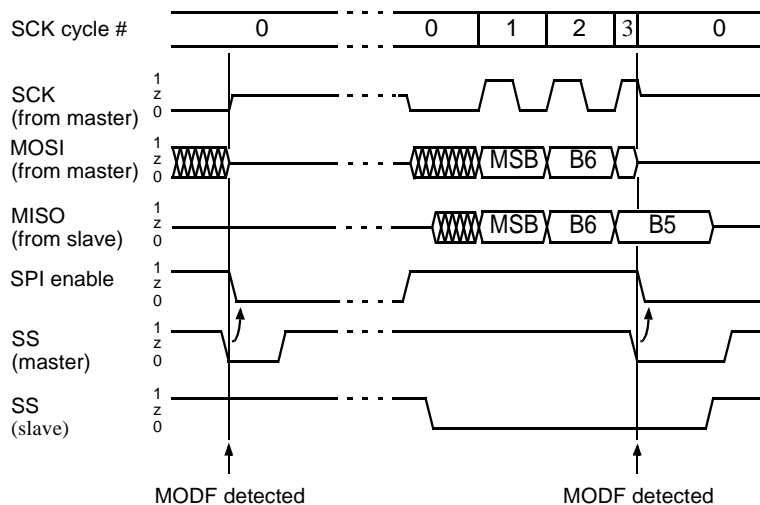 SCK cycle # 0 0 1 2 3 0
SCK
(from master)
1
z
0
MOSI
(from master)
1
z
0
MSB B6
MISO
(from slave)
1
z
0
MSB B6 B5
SPI enable
1
z
0
SS
(master)
1
z
0
SS
(slave)
1
z
0
MODF detected MODF detected